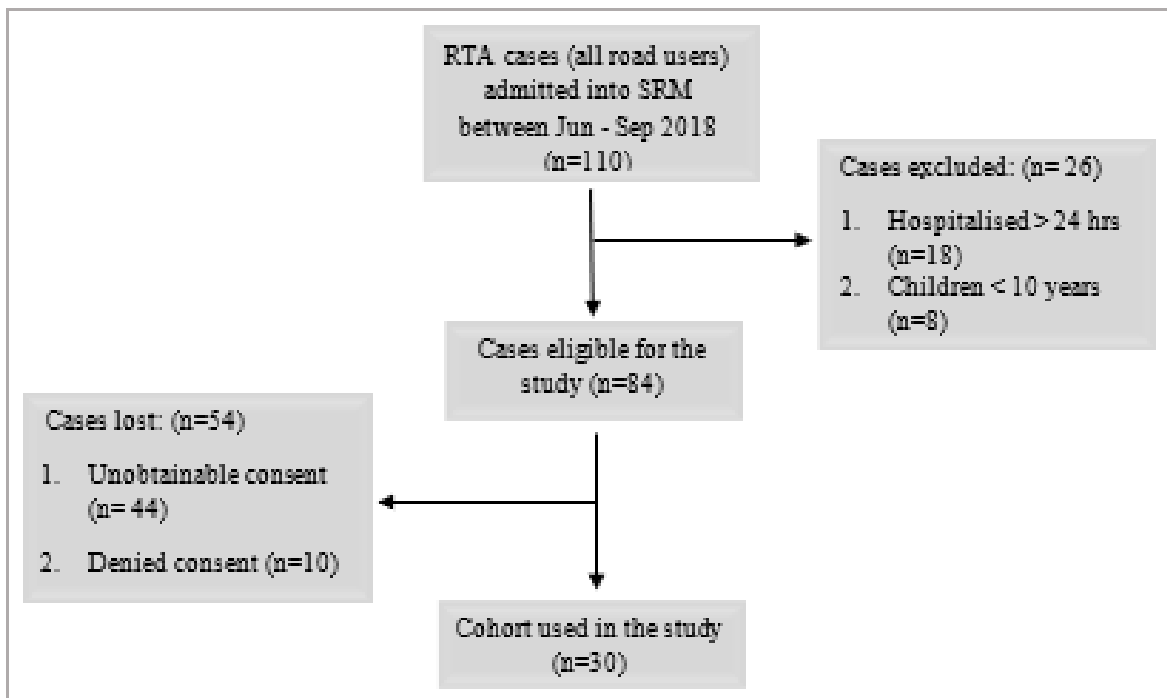 RTA cases (all road users)
admitted into SRM
between Jun - Sep 2018
(n=110)
Cases excluded: (n= 26)
1. Hospitalised > 24 hrs
(n=18)
2. Children < 10 years
(n=8)
Cases eligible for the
study (n=84)
Cases lost: (n=54)
1. Unobtainable consent
(n= 44)
2. Denied consent (n=10)
Cohort used in the study
(n=30)